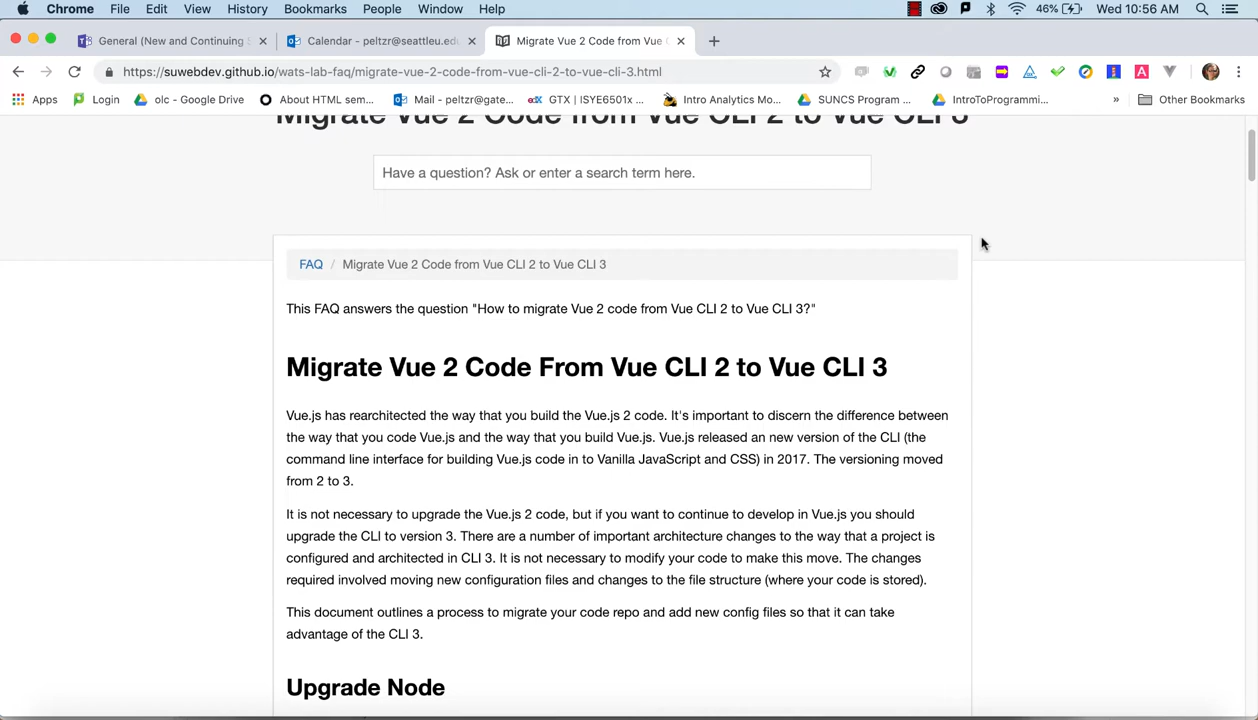 Chrome File Edit View History Bookmarks People Window Help 46% Wed 10:56 AM
General (New and Continuing S Calendar - peltzr@seattleu.edu Migrate Vue 2 Code from Vue C
https://suwebdev.github.io/wats-lab-faq/migrate-vue-2-code-from-vue-cli-2-to-vue-cli-3.html
Apps Login olc - Google Drive About HTML sem... Mail - peltzr@gate... GTX | ISYE6501x ... Intro Analytics Mo... SUNCS Program ... IntroToProgrammi... » Other Bookmarks
Migrate Vue 2 Code from Vue CLI 2 to Vue CLI 3
Have a question? Ask or enter a search term here.
FAQ / Migrate Vue 2 Code from Vue CLI 2 to Vue CLI 3
This FAQ answers the question "How to migrate Vue 2 code from Vue CLI 2 to Vue CLI 3?"
Migrate Vue 2 Code From Vue CLI 2 to Vue CLI 3
Vue.js has rearchitected the way that you build the Vue.js 2 code. It's important to discern the difference between
the way that you code Vue.js and the way that you build Vue.js. Vue.js released an new version of the CLI (the
command line interface for building Vue.js code in to Vanilla JavaScript and CSS) in 2017. The versioning moved
from 2 to 3.
It is not necessary to upgrade the Vue.js 2 code, but if you want to continue to develop in Vue.js you should
upgrade the CLI to version 3. There are a number of important architecture changes to the way that a project is
configured and architected in CLI 3. It is not necessary to modify your code to make this move. The changes
required involved moving new configuration files and changes to the file structure (where your code is stored).
This document outlines a process to migrate your code repo and add new config files so that it can take
advantage of the CLI 3.
Upgrade Node